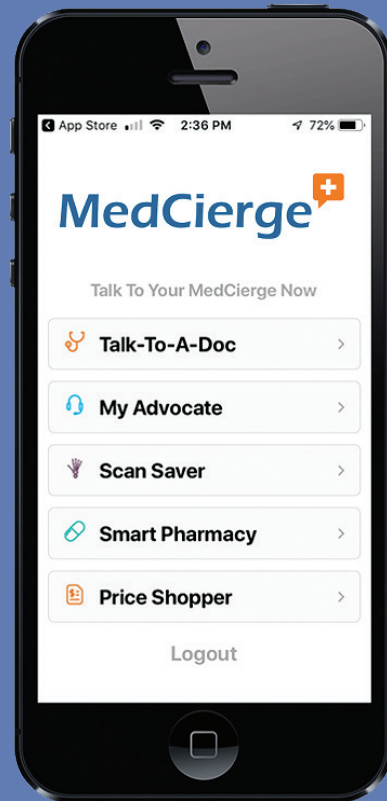 App Store 2:36 PM 72%
MedCierge
Talk To Your MedCierge Now
Talk-To-A-Doc
My Advocate
Scan Saver
Smart Pharmacy
Price Shopper
Logout